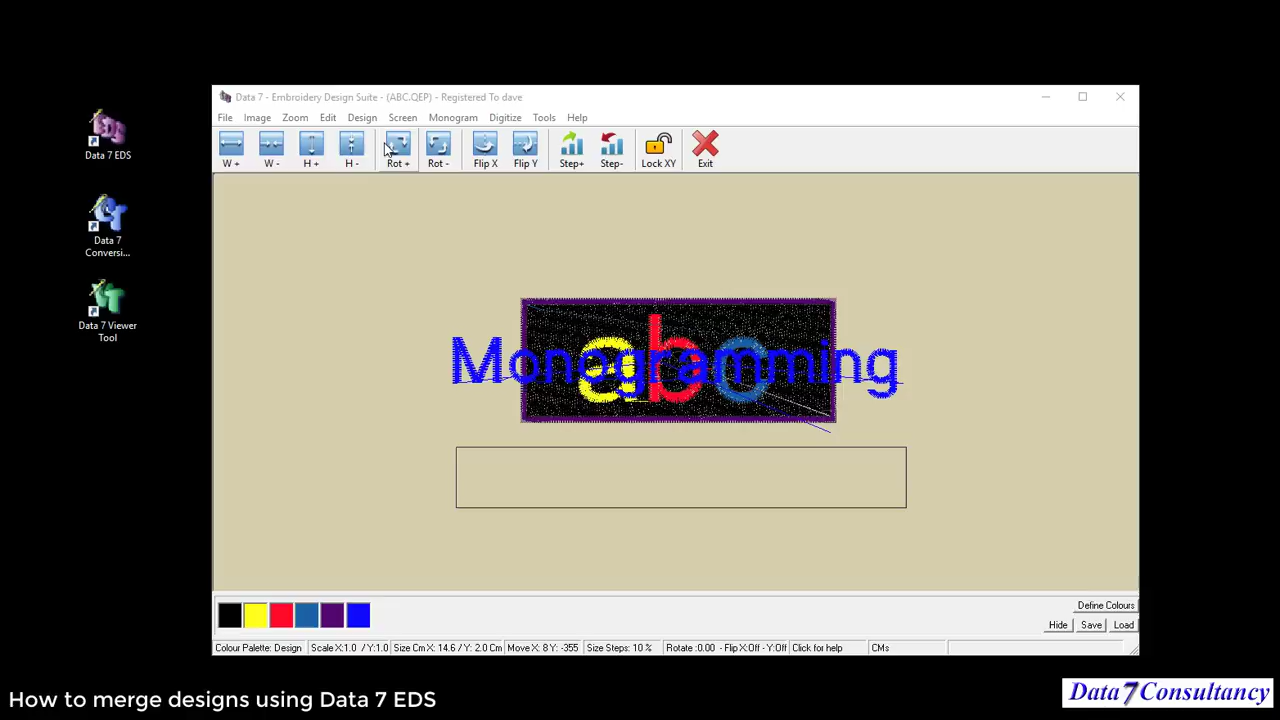 Data 7 - Embroidery Design Suite - (ABC.QEP) - Registered To dave
File Image Zoom Edit Design Screen Monogram Digitize Tools Help
W + W - H + H - Rot + Rot - Flip X Flip Y Step+ Step- Lock XY Exit
Data 7 EDS
Data 7
Conversi...
Data 7 Viewer
Tool
abc
Monogramming
Define Colours
Hide Save Load
Colour Palette: Design Scale X:1.0 / Y:1.0 Size Cm X: 14.6 / Y: 2.0 Cm Move X: 8 Y: -355 Size Steps: 10 % Rotate :0.00 - Flip X:Off - Y:Off Click for help CMs
How to merge designs using Data 7 EDS
Data7Consultancy